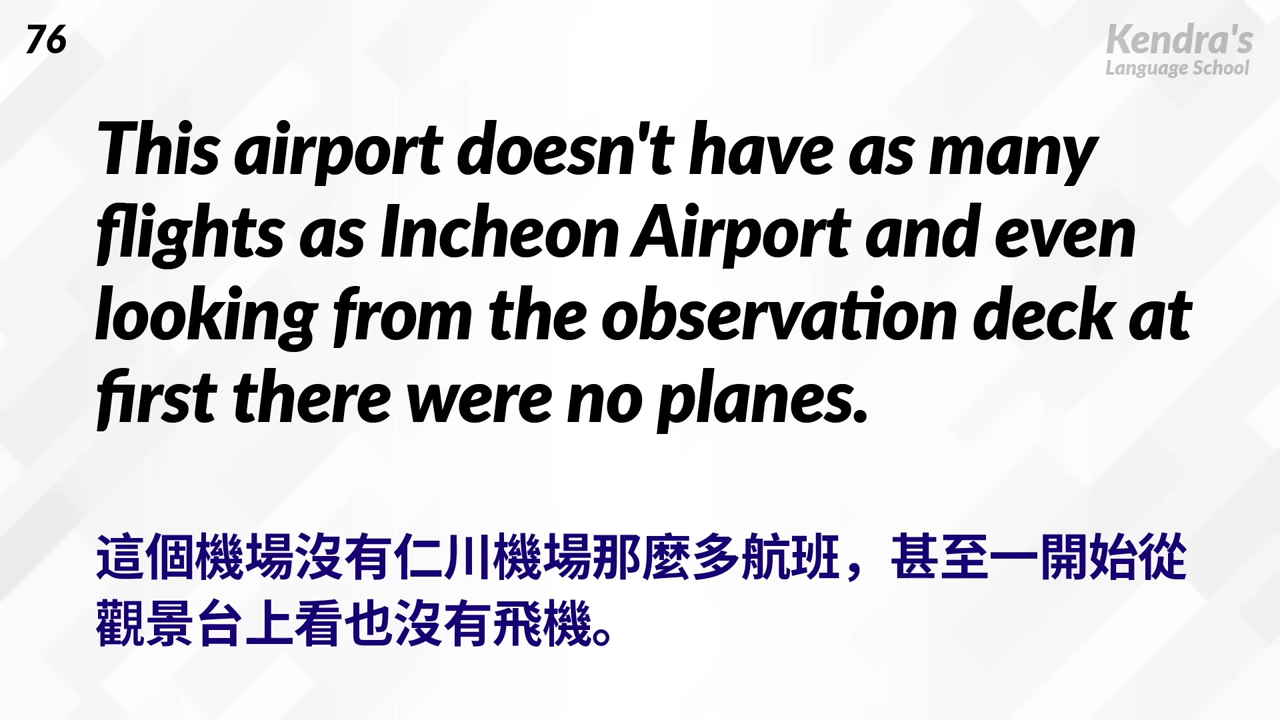 76
Kendra's
Language School
This airport doesn't have as many
flights as Incheon Airport and even
looking from the observation deck at
first there were no planes.
這個機場沒有仁川機場那麼多航班，甚至一開始從
觀景台上看也沒有飛機。